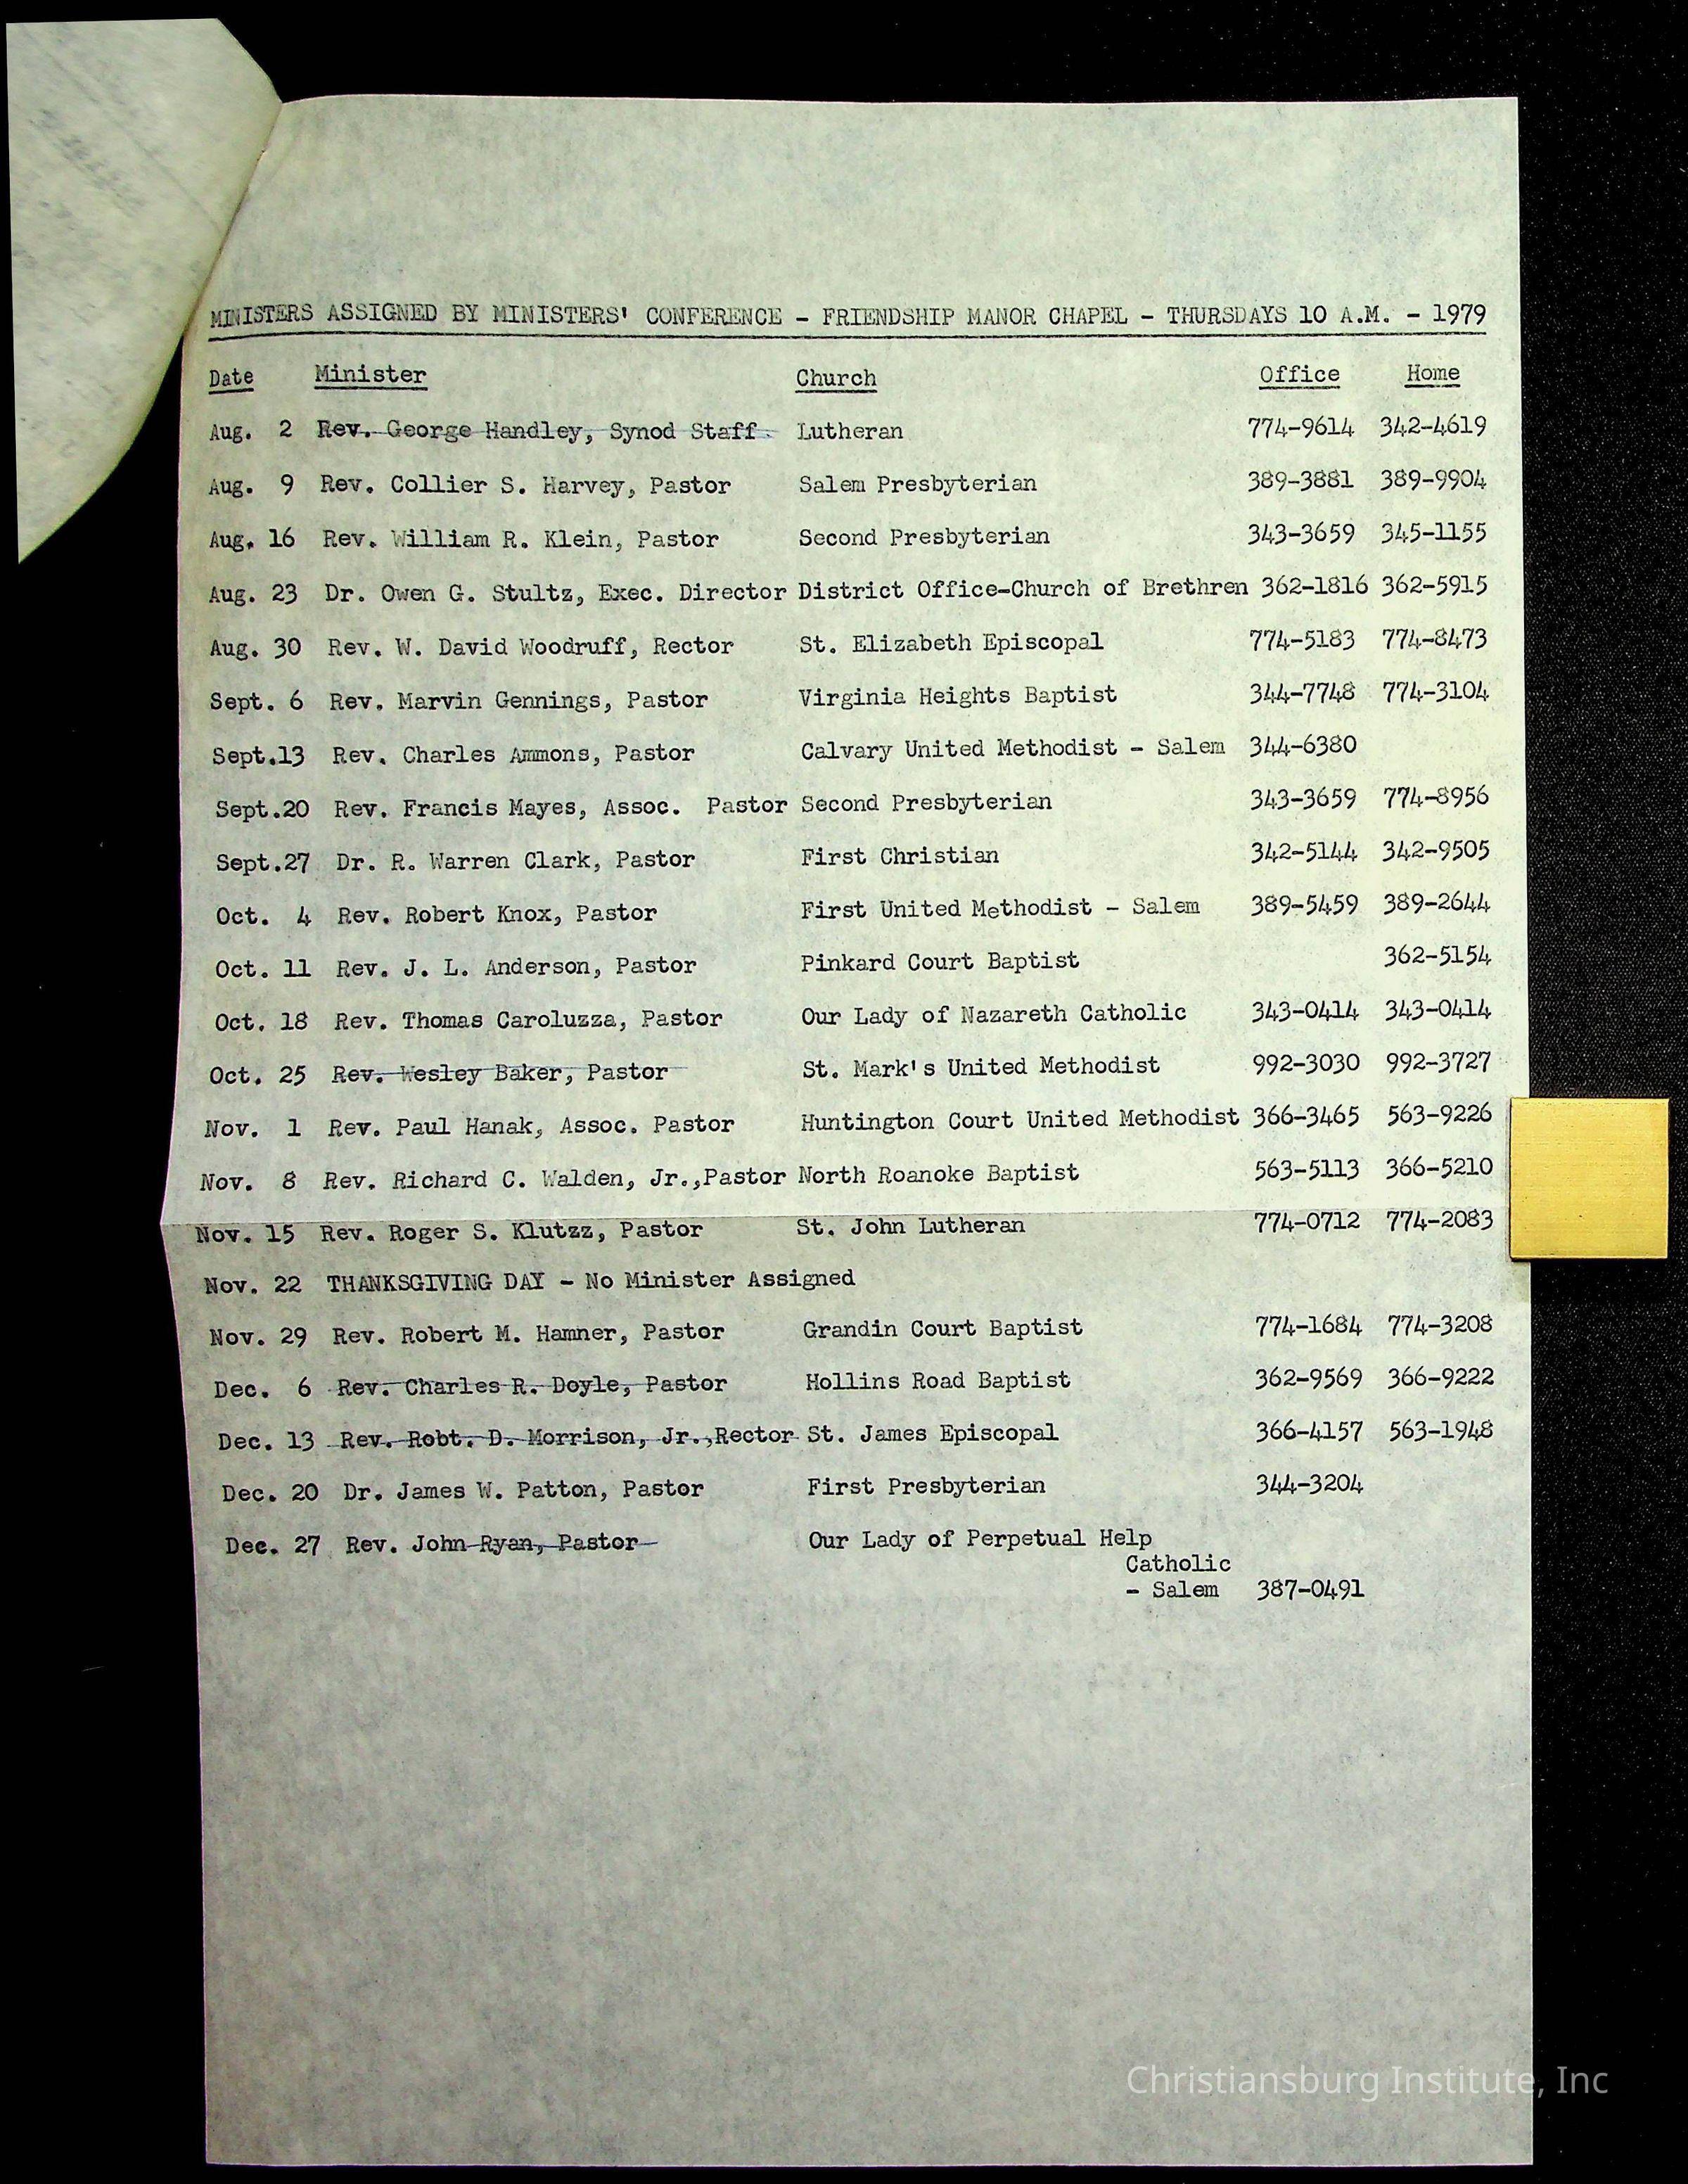 MINISTERS ASSIGNED BY MINISTERS' CONFERENCE - FRIENDSHIP MANOR CHAPEL - THURSDAYS 10 A.M. - 1979
Date Minister Church Office Home
Aug. 2 Rev. George Handley, Synod Staff Lutheran 774-9614 342-4619
Aug. 9 Rev. Collier S. Harvey, Pastor Salem Presbyterian 389-3881 389-9904
Aug. 16 Rev. William R. Klein, Pastor Second Presbyterian 343-3659 345-1155
Aug. 23 Dr. Owen G. Stultz, Exec. Director District Office-Church of Brethren 362-1816 362-5915
Aug. 30 Rev. W. David Woodruff, Rector St. Elizabeth Episcopal 774-5183 774-8473
Sept. 6 Rev. Marvin Gennings, Pastor Virginia Heights Baptist 344-7748 774-3104
Sept.13 Rev. Charles Ammons, Pastor Calvary United Methodist - Salem 344-6380
Sept.20 Rev. Francis Mayes, Assoc. Pastor Second Presbyterian 343-3659 774-8956
Sept.27 Dr. R. Warren Clark, Pastor First Christian 342-5144 342-9505
Oct. 4 Rev. Robert Knox, Pastor First United Methodist - Salem 389-5459 389-2644
Oct. 11 Rev. J. L. Anderson, Pastor Pinkard Court Baptist 362-5154
Oct. 18 Rev. Thomas Caroluzza, Pastor Our Lady of Nazareth Catholic 343-0414 343-0414
Oct. 25 Rev. Wesley Baker, Pastor St. Mark's United Methodist 992-3030 992-3727
Nov. 1 Rev. Paul Hanak, Assoc. Pastor Huntington Court United Methodist 366-3465 563-9226
Nov. 8 Rev. Richard C. Walden, Jr.,Pastor North Roanoke Baptist 563-5113 366-5210
Nov. 15 Rev. Roger S. Klutzz, Pastor St. John Lutheran 774-0712 774-2083
Nov. 22 THANKSGIVING DAY - No Minister Assigned
Nov. 29 Rev. Robert M. Hamner, Pastor Grandin Court Baptist 774-1684 774-3208
Dec. 6 Rev. Charles R. Doyle, Pastor Hollins Road Baptist 362-9569 366-9222
Dec. 13 Rev. Robt. D. Morrison, Jr.,Rector St. James Episcopal 366-4157 563-1948
Dec. 20 Dr. James W. Patton, Pastor First Presbyterian 344-3204
Dec. 27 Rev. John Ryan, Pastor Our Lady of Perpetual Help
Catholic
- Salem 387-0491
Christiansburg Institute, Inc